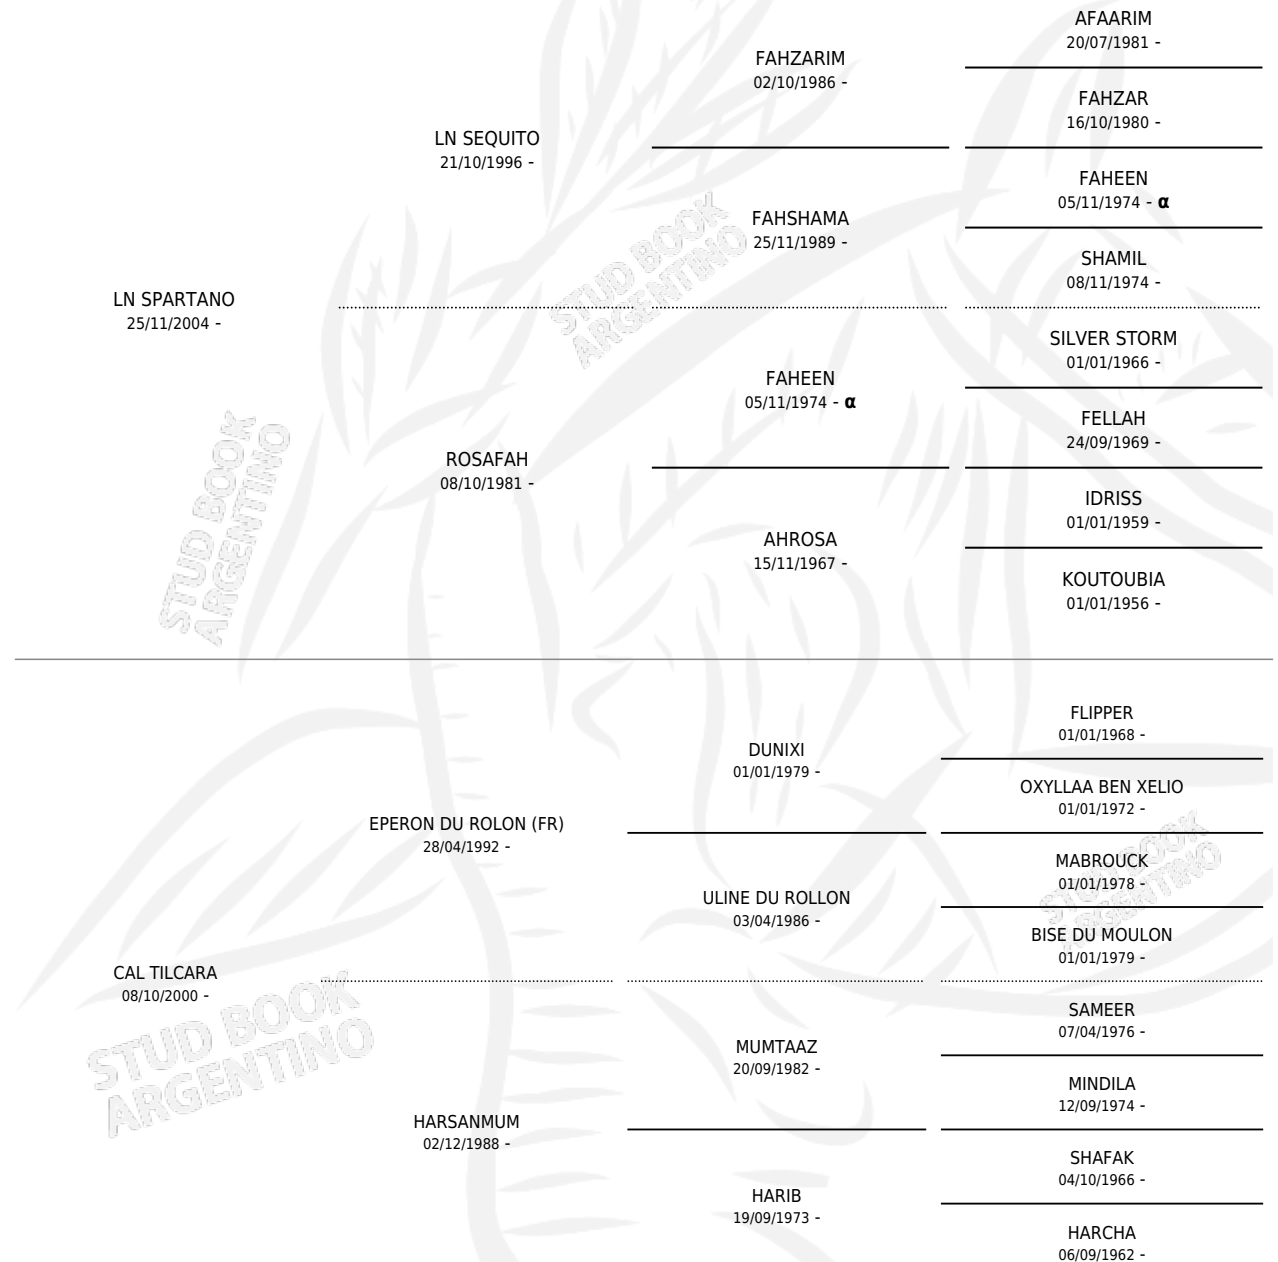 AFAARIM
20/07/1981 -
FAHZARIM
02/10/1986 -
FAHZAR
16/10/1980 -
LN SEQUITO
21/10/1996 -
FAHEEN
05/11/1974 - α
FAHSHAMA
25/11/1989 -
SHAMIL
08/11/1974 -
LN SPARTANO
25/11/2004 -
SILVER STORM
01/01/1966 -
FAHEEN
05/11/1974 - α
FELLAH
24/09/1969 -
ROSAFAH
08/10/1981 -
IDRISS
01/01/1959 -
AHROSA
15/11/1967 -
KOUTOUBIA
01/01/1956 -
FLIPPER
01/01/1968 -
DUNIXI
01/01/1979 -
OXYLLAA BEN XELIO
01/01/1972 -
EPERON DU ROLON (FR)
28/04/1992 -
MABROUCK
01/01/1978 -
ULINE DU ROLLON
03/04/1986 -
BISE DU MOULON
01/01/1979 -
CAL TILCARA
08/10/2000 -
SAMEER
07/04/1976 -
MUMTAAZ
20/09/1982 -
MINDILA
12/09/1974 -
HARSANMUM
02/12/1988 -
SHAFAK
04/10/1966 -
HARIB
19/09/1973 -
HARCHA
06/09/1962 -
STUD BOOK
ARGENTINO
STUD BOOK
ARGENTINO
STUD BOOK
ARGENTINO
STUD BOOK
ARGENTINO